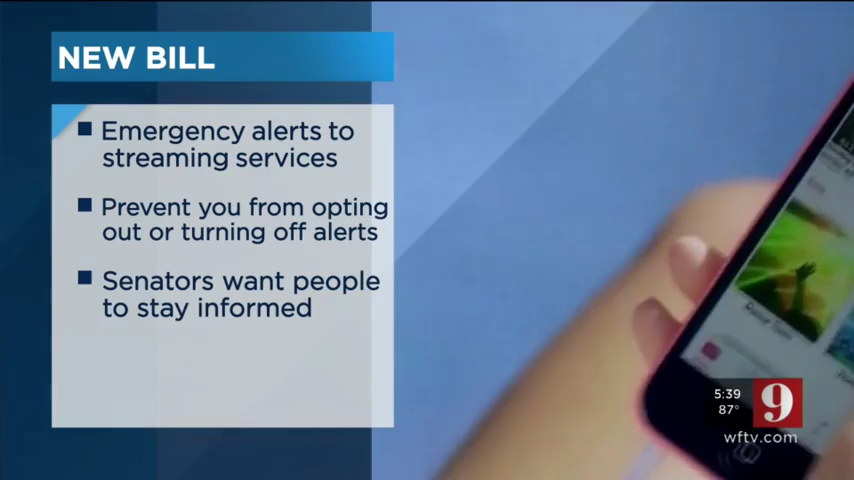 NEW BILL
Emergency alerts to
streaming services
Prevent you from opting
out or turning off alerts
Senators want people
to stay informed
5:39
87°
9
wftv.com